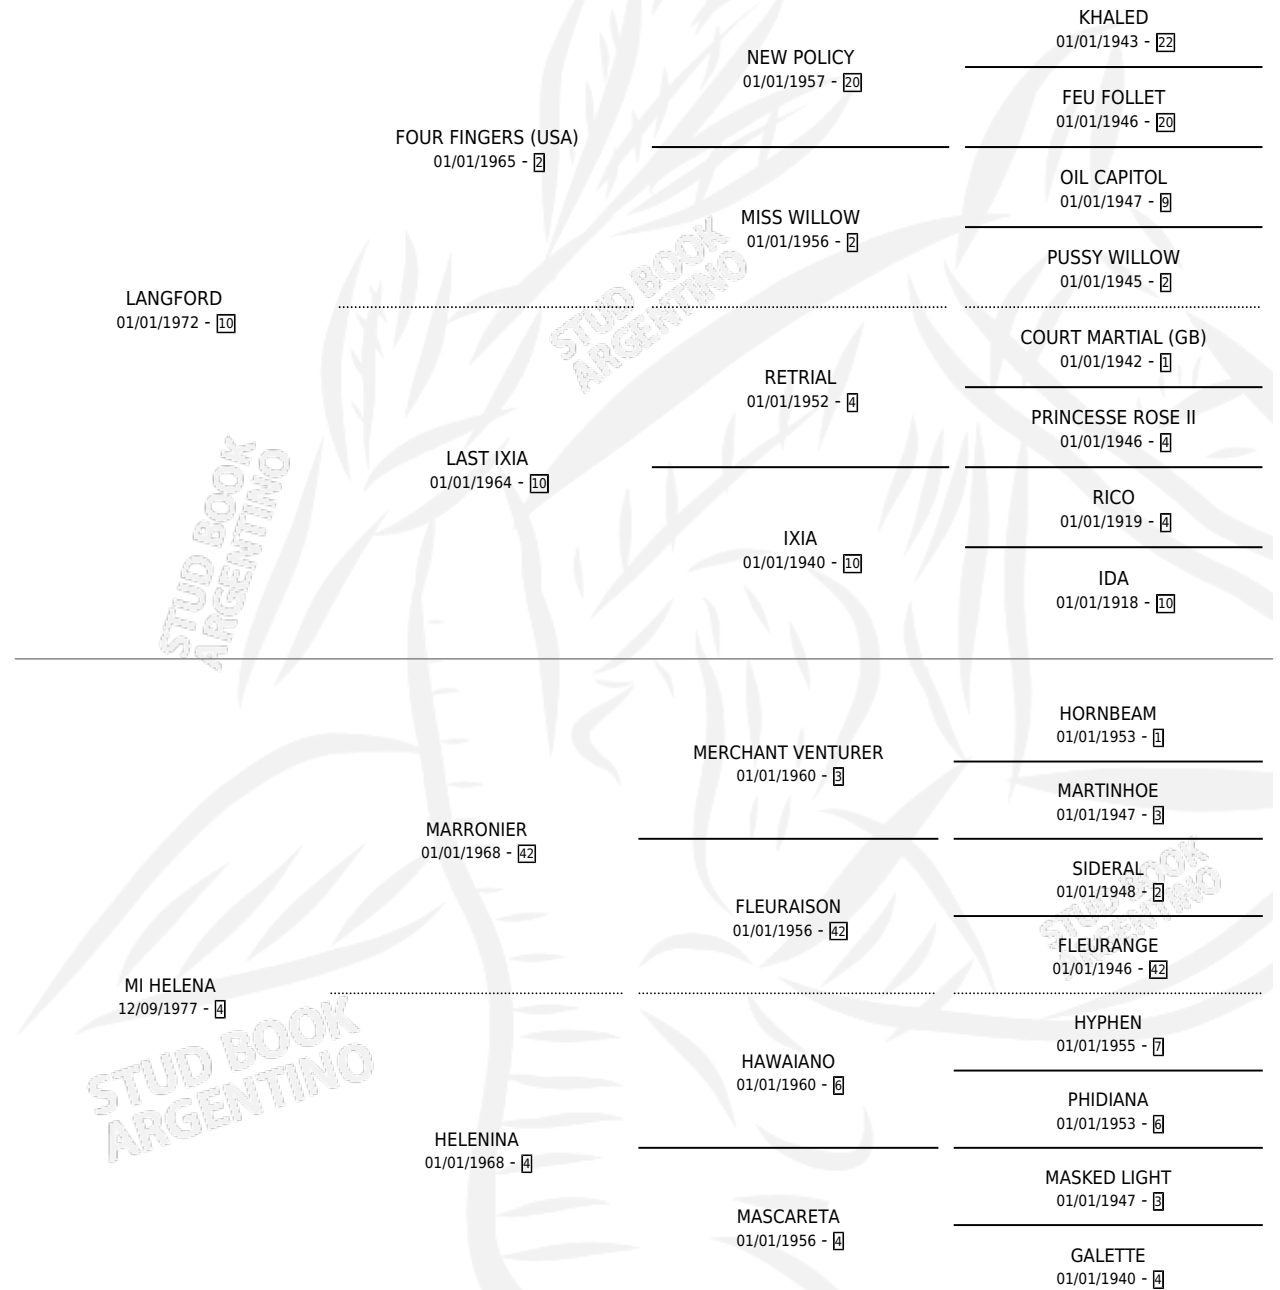 KHALED
01/01/1943 - 22
NEW POLICY
01/01/1957 - 20
FEU FOLLET
01/01/1946 - 20
FOUR FINGERS (USA)
01/01/1965 - 2
OIL CAPITOL
01/01/1947 - 9
MISS WILLOW
01/01/1956 - 2
PUSSY WILLOW
01/01/1945 - 2
LANGFORD
01/01/1972 - 10
STUD BOOK
ARGENTINO
COURT MARTIAL (GB)
01/01/1942 - 1
RETRIAL
01/01/1952 - 4
PRINCESSE ROSE II
01/01/1946 - 4
LAST IXIA
01/01/1964 - 10
RICO
01/01/1919 - 4
IXIA
01/01/1940 - 10
IDA
01/01/1918 - 10
STUD BOOK
ARGENTINO
HORNBEAM
01/01/1953 - 1
MERCHANT VENTURER
01/01/1960 - 3
MARTINHOE
01/01/1947 - 3
MARRONIER
01/01/1968 - 42
SIDERAL
01/01/1948 - 2
FLEURAISON
01/01/1956 - 42
STUD BOOK
ARGENTINO
FLEURANGE
01/01/1946 - 42
MI HELENA
12/09/1977 - 4
HYPHEN
01/01/1955 - 7
HAWAIANO
01/01/1960 - 6
STUD BOOK
ARGENTINO
PHIDIANA
01/01/1953 - 6
HELENINA
01/01/1968 - 4
MASKED LIGHT
01/01/1947 - 3
MASCARETA
01/01/1956 - 4
GALETTE
01/01/1940 - 4